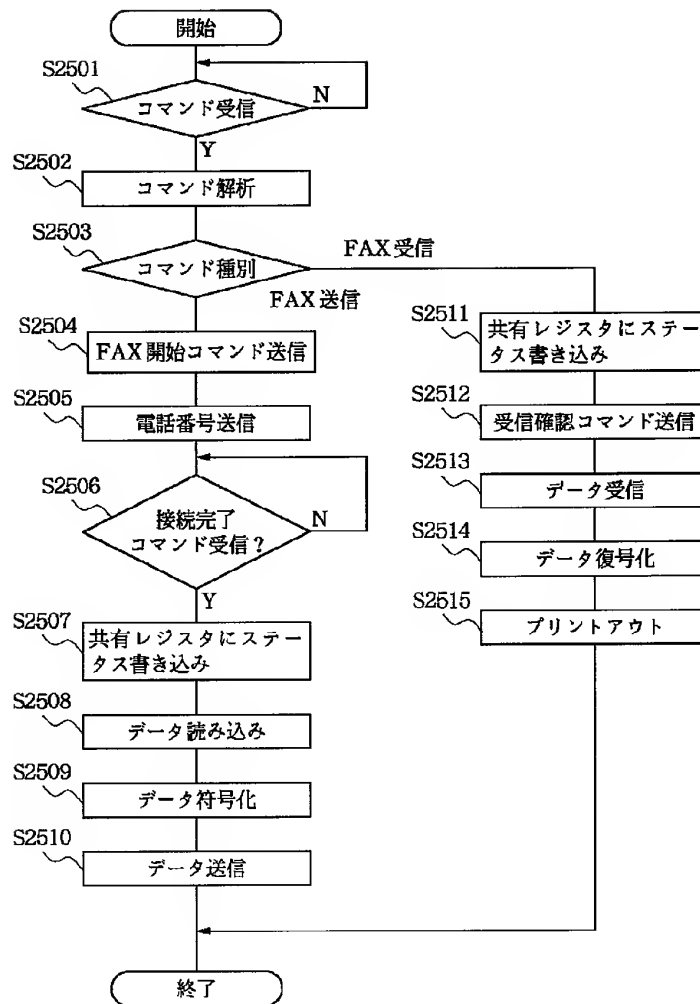 開始
S2501
コマンド受信
N
Y
S2502
コマンド解析
S2503
コマンド種別
FAX受信
FAX送信
S2504
FAX開始コマンド送信
S2505
電話番号送信
S2506
接続完了
コマンド受信?
N
Y
S2507
共有レジスタにステー
タス書き込み
S2508
データ読み込み
S2509
データ符号化
S2510
データ送信
S2511
共有レジスタにステー
タス書き込み
S2512
受信確認コマンド送信
S2513
データ受信
S2514
データ復号化
S2515
プリントアウト
終了